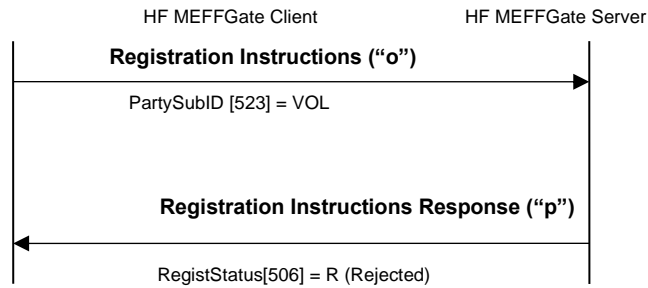 HF MEFFGate Client HF MEFFGate Server
Registration Instructions (“o”)
PartySubID [523] = VOL
Registration Instructions Response (“p”)
RegistStatus[506] = R (Rejected)